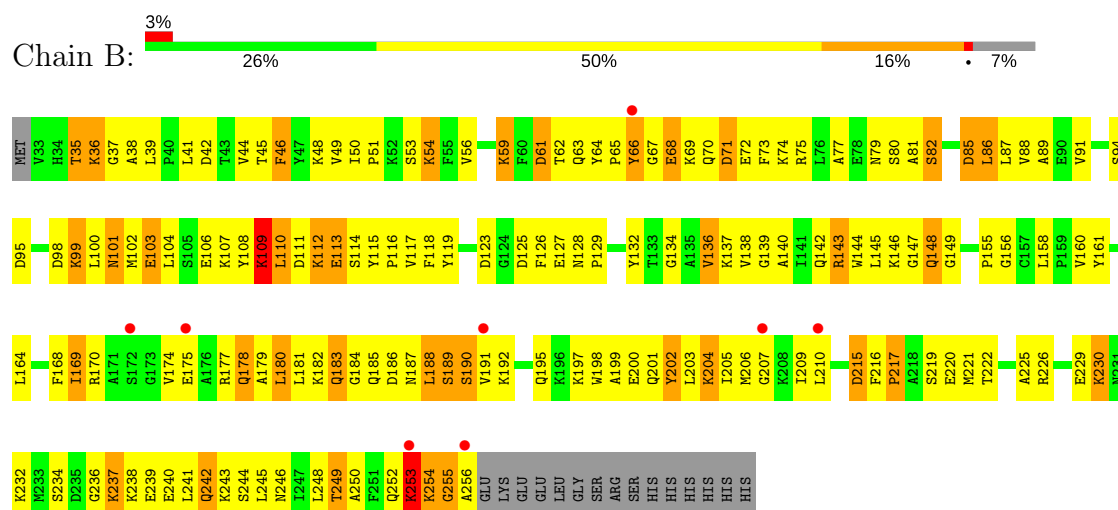 3%
Chain B:
26% 50% 16% • 7%
MET V33 H34 T35 K36 G37 A38 L39 P40 L41 D42 T43 V44 T45 F46 Y47 K48 V49 I50 P51 K52 S53 K54 F55 V56 K59 F60 D61 T62 Q63 Y64 P65 Y66 G67 E68 K69 Q70 D71 E72 F73 K74 R75 L76 A77 E78 N79 S80 A81 S82 D85 L86 L87 V88 A89 E90 V91 S94
D95 D98 K99 L100 N101 M102 E103 L104 S105 E106 K107 Y108 K109 L110 D111 K112 E113 S114 Y115 P116 V117 F118 Y119 D123 G124 D125 F126 E127 N128 P129 Y132 T133 G134 A135 V136 K137 V138 G139 A140 I141 Q142 R143 W144 L145 K146 G147 Q148 G149 P155 G156 C157 L158 P159 V160 Y161
L164 F168 I169 R170 A171 S172 G173 V174 E175 A176 R177 Q178 A179 L180 L181 K182 Q183 G184 Q185 D186 N187 L188 S189 S190 V191 K192 Q195 K196 K197 W198 A199 E200 Q201 Y202 L203 K204 I205 M206 G207 K208 I209 L210 D215 F216 P217 A218 S219 E220 M221 T222 A225 R226 E229 K230 N231
K232 M233 S234 D235 G236 K237 K238 E239 E240 L241 Q242 K243 S244 L245 N246 I247 L248 T249 A250 F251 Q252 K253 K254 G255 A256 GLU LYS GLU GLU LEU GLY SER ARG SER HIS HIS HIS HIS HIS HIS